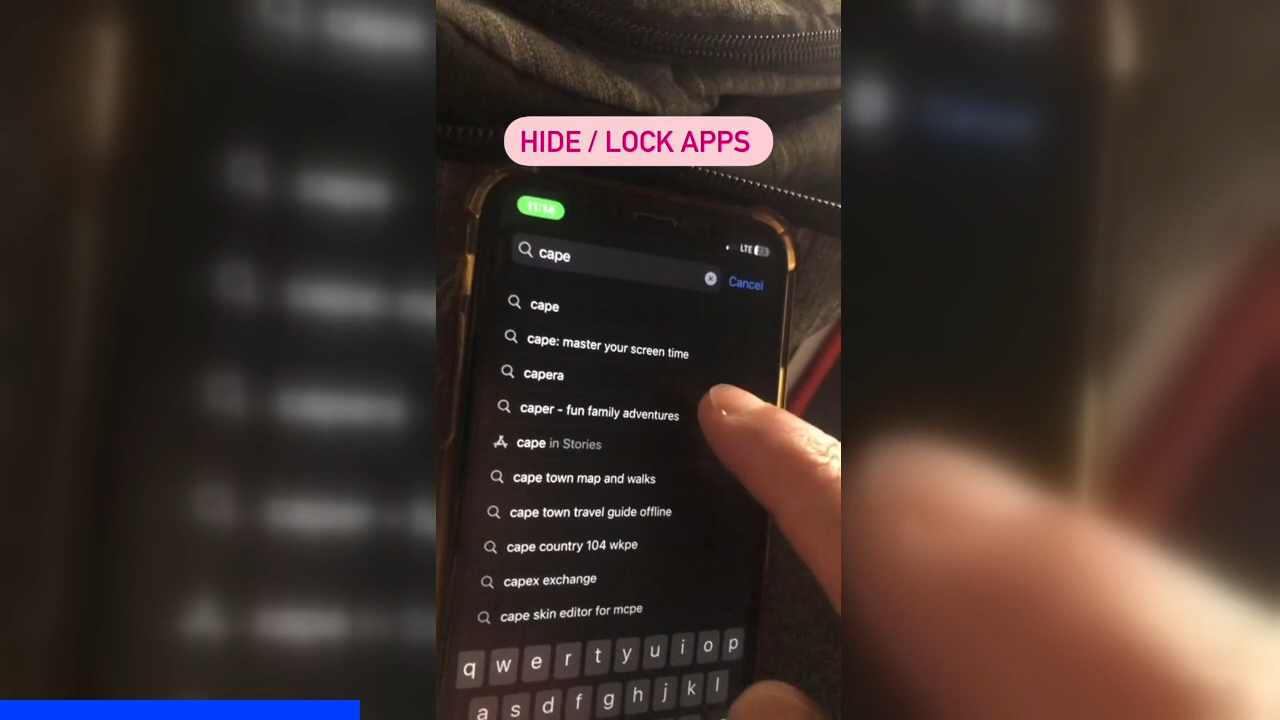 HIDE / LOCK APPS
11:14
LTE
cape
Cancel
cape
cape: master your screen time
capera
caper - fun family adventures
cape in Stories
cape town map and walks
cape town travel guide offline
cape country 104 wkpe
capex exchange
cape skin editor for mcpe
q w e r t y u i o p
a s d f g h j k l